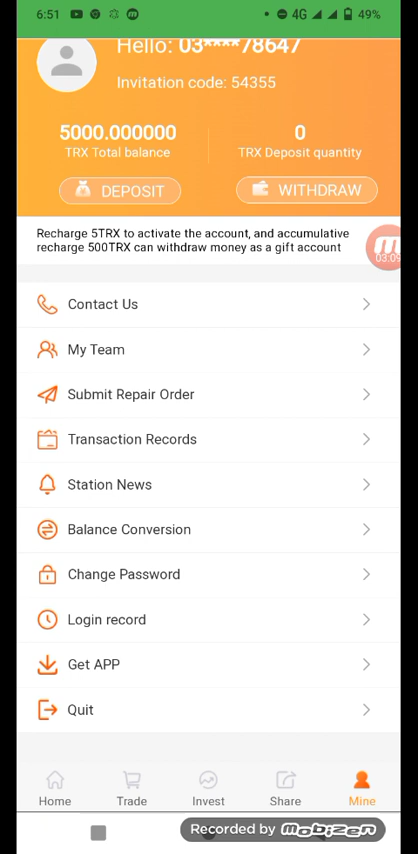 6:51 4G 49%
Hello: 03****78647
Invitation code: 54355
5000.000000 0
TRX Total balance TRX Deposit quantity
DEPOSIT WITHDRAW
Recharge 5TRX to activate the account, and accumulative
recharge 500TRX can withdraw money as a gift account
03:09
Contact Us
My Team
Submit Repair Order
Transaction Records
Station News
Balance Conversion
Change Password
Login record
Get APP
Quit
Home Trade Invest Share Mine
Recorded by mobizen